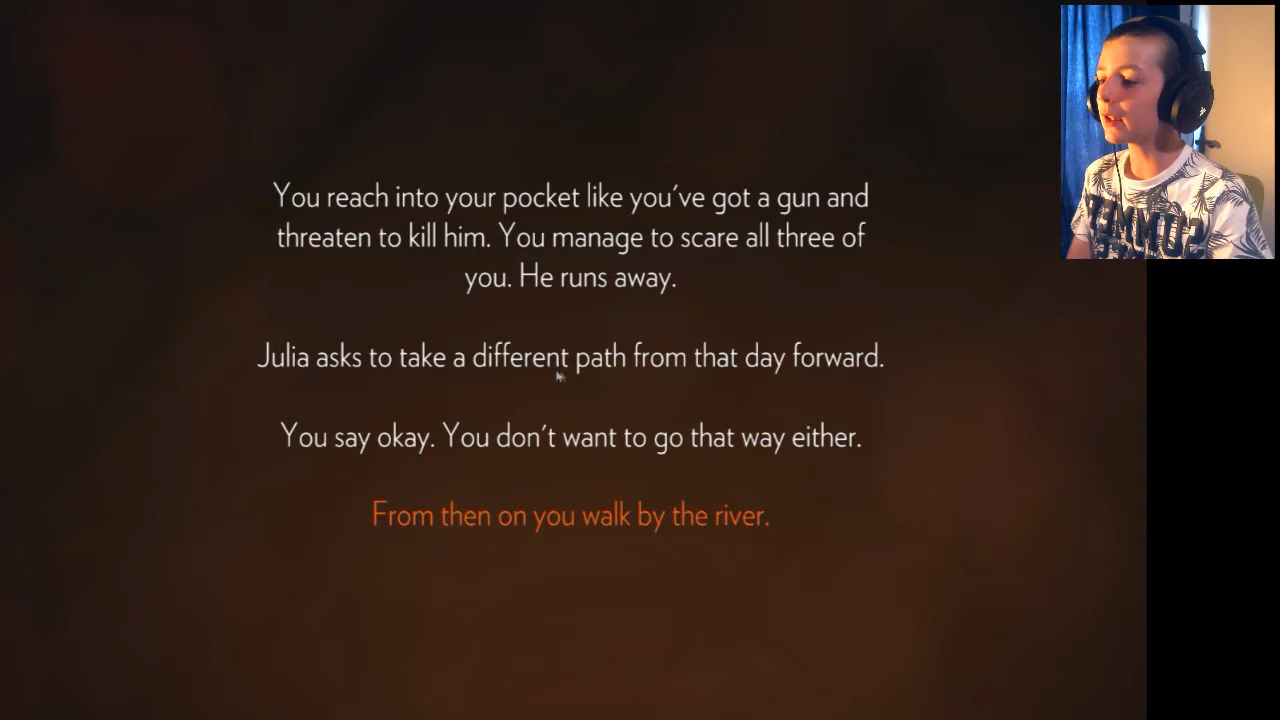 You reach into your pocket like you've got a gun and
threaten to kill him. You manage to scare all three of
you. He runs away.
Julia asks to take a different path from that day forward.
You say okay. You don't want to go that way either.
From then on you walk by the river.